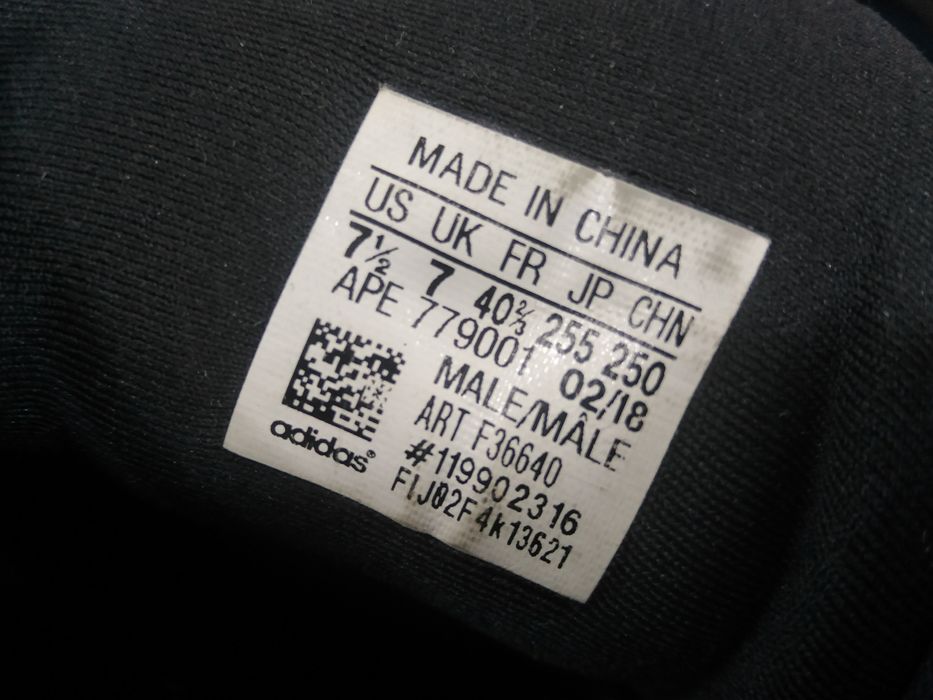 MADE IN CHINA
US UK FR JP CHN
7½ 7 40⅔ 255 250
APE 779001 02/18
MALE/MÂLE
ART F36640
#119902316
FIJ02F4k13621
adidas®